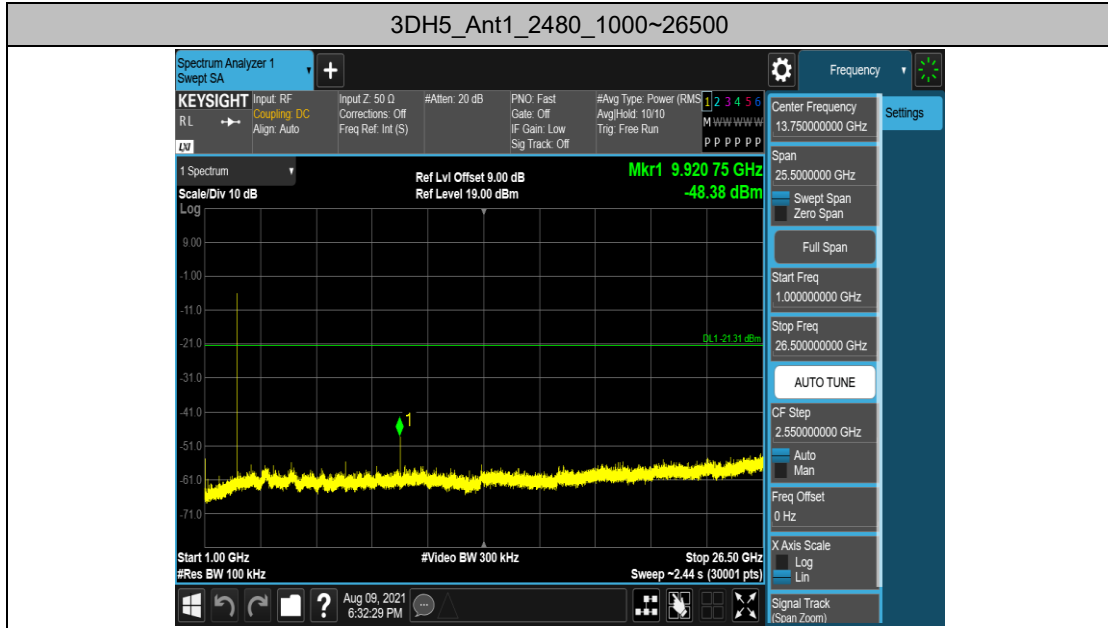 3DH5_Ant1_2480_1000~26500
Spectrum Analyzer 1
Swept SA
+
Frequency
KEYSIGHT
RL
LXI
Input: RF
Coupling: DC
Align: Auto
Input Z: 50 Ω
Corrections: Off
Freq Ref: Int (S)
#Atten: 20 dB
PNO: Fast
Gate: Off
IF Gain: Low
Sig Track: Off
#Avg Type: Power (RMS
Avg|Hold: 10/10
Trig: Free Run
1 2 3 4 5 6
M W W W W W
P P P P P P
1 Spectrum
Scale/Div 10 dB
Log
Ref Lvl Offset 9.00 dB
Ref Level 19.00 dBm
Mkr1 9.920 75 GHz
-48.38 dBm
9.00
-1.00
-11.0
-21.0
DL1 -21.31 dBm
-31.0
-41.0
1
-51.0
-61.0
-71.0
Start 1.00 GHz
#Video BW 300 kHz
Stop 26.50 GHz
#Res BW 100 kHz
Sweep ~2.44 s (30001 pts)
?
Aug 09, 2021
6:32:29 PM
Center Frequency
13.750000000 GHz
Settings
Span
25.5000000 GHz
Swept Span
Zero Span
Full Span
Start Freq
1.000000000 GHz
Stop Freq
26.500000000 GHz
AUTO TUNE
CF Step
2.550000000 GHz
Auto
Man
Freq Offset
0 Hz
X Axis Scale
Log
Lin
Signal Track
(Span Zoom)